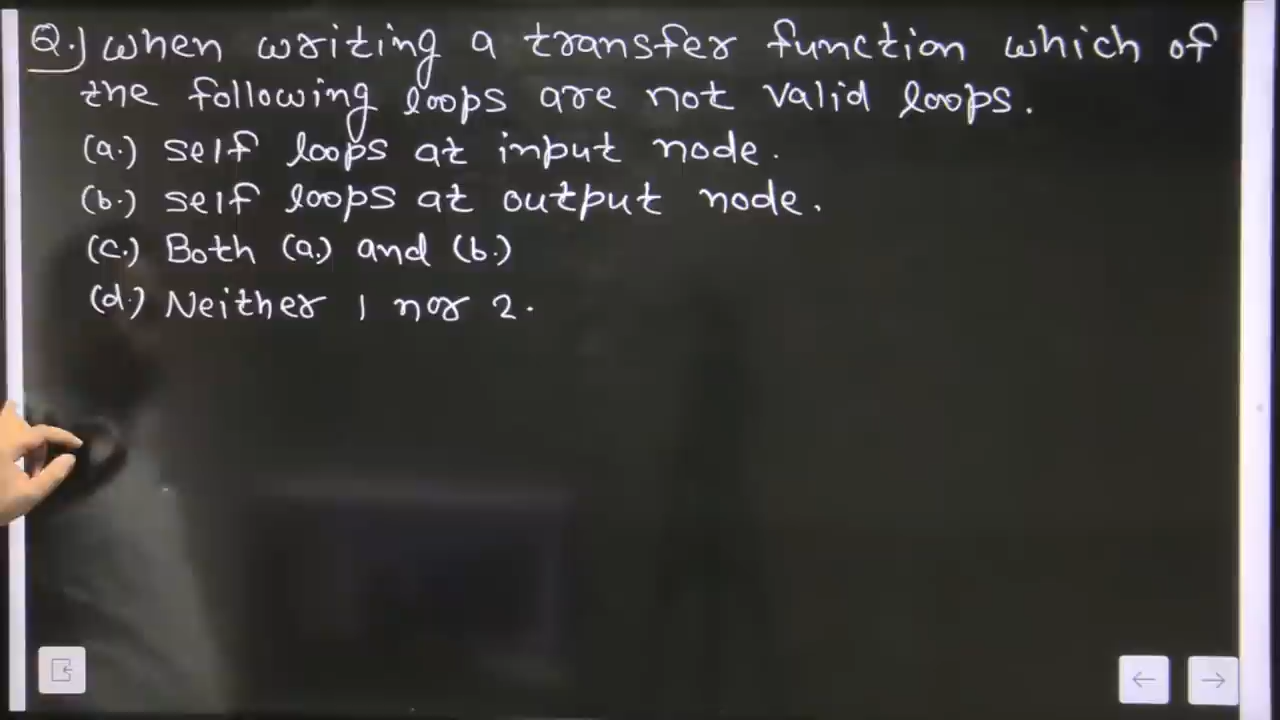 Q.) When writing a transfer function which of
the following loops are not valid loops.
(a.) self loops at input node.
(b.) self loops at output node.
(c.) Both (a.) and (b.)
(d.) Neither 1 nor 2.